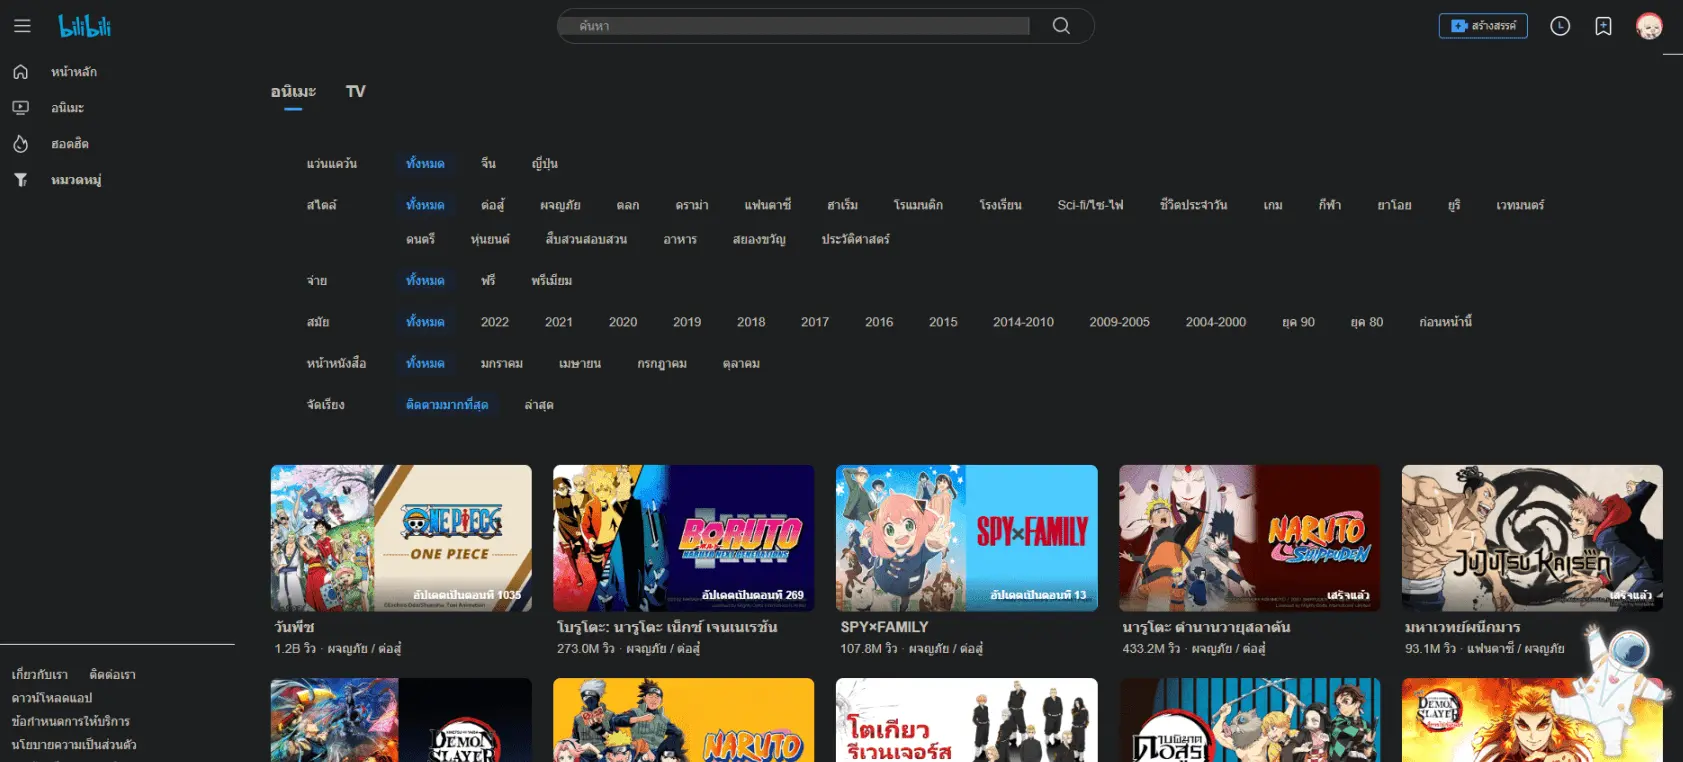 bilibili
ค้นหา
สร้างสรรค์
หน้าหลัก
อนิเมะ
ฮอตฮิต
หมวดหมู่
อนิเมะ TV
แว่นแคว้น ทั้งหมด จีน ญี่ปุ่น
สไตล์ ทั้งหมด ต่อสู้ ผจญภัย ตลก ดราม่า แฟนตาซี ฮาเร็ม โรแมนติก โรงเรียน Sci-fi/ไซ-ไฟ ชีวิตประจำวัน เกม กีฬา ยาโอย ยูริ เวทมนตร์
ดนตรี หุ่นยนต์ สืบสวนสอบสวน อาหาร สยองขวัญ ประวัติศาสตร์
จ่าย ทั้งหมด ฟรี พรีเมียม
สมัย ทั้งหมด 2022 2021 2020 2019 2018 2017 2016 2015 2014-2010 2009-2005 2004-2000 ยุค 90 ยุค 80 ก่อนหน้านี้
หน้าหนังสือ ทั้งหมด มกราคม เมษายน กรกฎาคม ตุลาคม
จัดเรียง ติดตามมากที่สุด ล่าสุด
ONE PIECE
ONE PIECE
อัปเดตเป็นตอนที่ 1035
วันพีซ
1.2B วิว · ผจญภัย / ต่อสู้
BORUTO
NARUTO NEXT GENERATIONS
อัปเดตเป็นตอนที่ 269
โบรูโตะ: นารูโตะ เน็กซ์ เจนเนเรชัน
273.0M วิว · ผจญภัย / ต่อสู้
SPY×FAMILY
อัปเดตเป็นตอนที่ 13
SPY×FAMILY
107.8M วิว · ผจญภัย / ต่อสู้
NARUTO
SHIPPUDEN
เสร็จแล้ว
นารูโตะ ตำนานวายุสลาตัน
433.2M วิว · ผจญภัย / ต่อสู้
JUJUTSU KAISEN
เสร็จแล้ว
มหาเวทย์ผนึกมาร
93.1M วิว · แฟนตาซี / ผจญภัย
DEMON
SLAYER
NARUTO
โตเกียว
รีเวนเจอร์ส
ดาบพิฆาต
อสูร
DEMON
SLAYER
เกี่ยวกับเรา ติดต่อเรา
ดาวน์โหลดแอป
ข้อกำหนดการให้บริการ
นโยบายความเป็นส่วนตัว